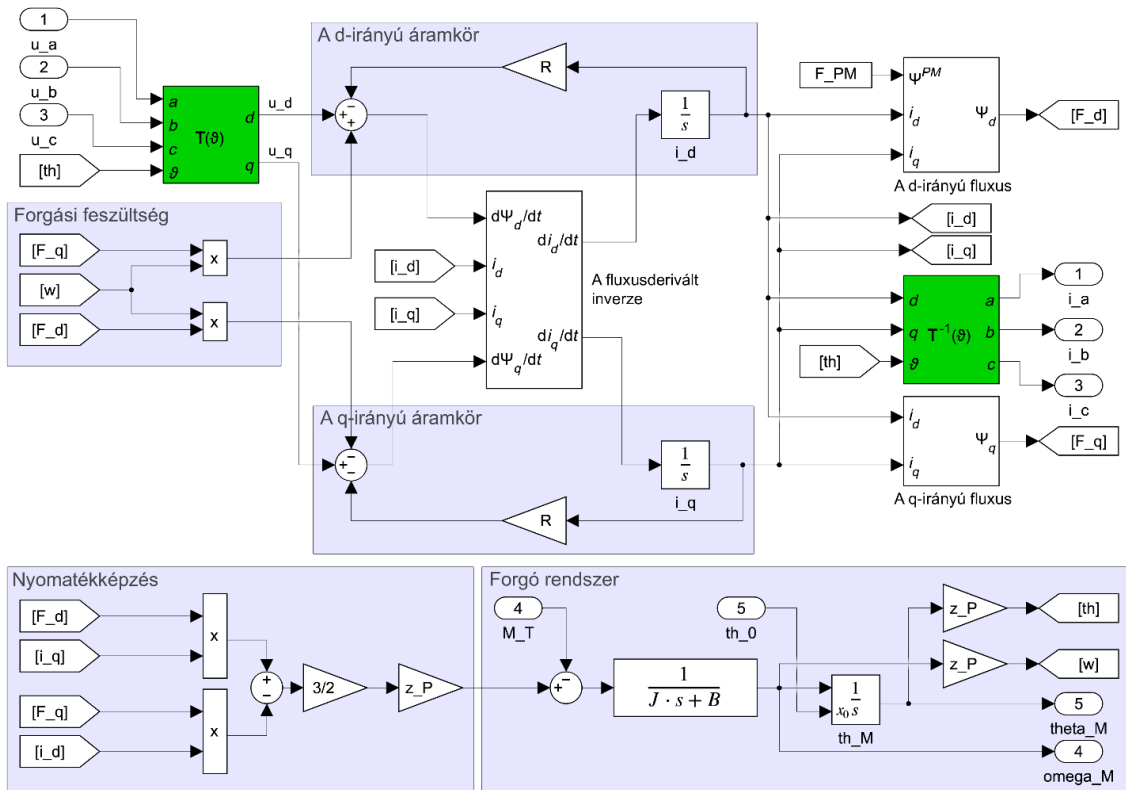 1
u_a
2
u_b
3
u_c
[th]
a
b
c
ϑ
T(ϑ)
d
q
u_d
u_q
A d-irányú áramkör
R
− + +
1/s
i_d
Forgási feszültség
[F_q]
[w]
[F_d]
x
x
[i_d]
[i_q]
dΨ_d/dt
i_d
i_q
dΨ_q/dt
di_d/dt
di_q/dt
A fluxusderivált
inverze
A q-irányú áramkör
+ − −
R
1/s
i_q
F_PM
Ψ^PM
i_d
i_q
Ψ_d
[F_d]
A d-irányú fluxus
[i_d]
[i_q]
[th]
d
q
ϑ
T⁻¹(ϑ)
a
b
c
1
i_a
2
i_b
3
i_c
i_d
i_q
Ψ_q
[F_q]
A q-irányú fluxus
Nyomatékképzés
[F_d]
[i_q]
[F_q]
[i_d]
x
x
+ −
3/2
z_P
Forgó rendszer
4
M_T
+ −
5
th_0
1/(J · s + B)
x₀ 1/s
th_M
z_P
[th]
z_P
[w]
5
theta_M
4
omega_M